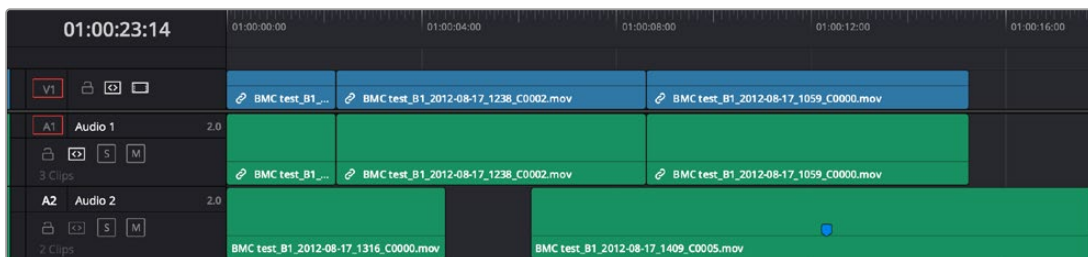 01:00:23:14
01:00:00:00 01:00:04:00 01:00:08:00 01:00:12:00 01:00:16:00
V1
BMC test_B1_... BMC test_B1_2012-08-17_1238_C0002.mov BMC test_B1_2012-08-17_1059_C0000.mov
A1 Audio 1 2.0
S M
3 Clips
BMC test_B1_... BMC test_B1_2012-08-17_1238_C0002.mov BMC test_B1_2012-08-17_1059_C0000.mov
A2 Audio 2 2.0
S M
2 Clips
BMC test_B1_2012-08-17_1316_C0000.mov BMC test_B1_2012-08-17_1409_C0005.mov